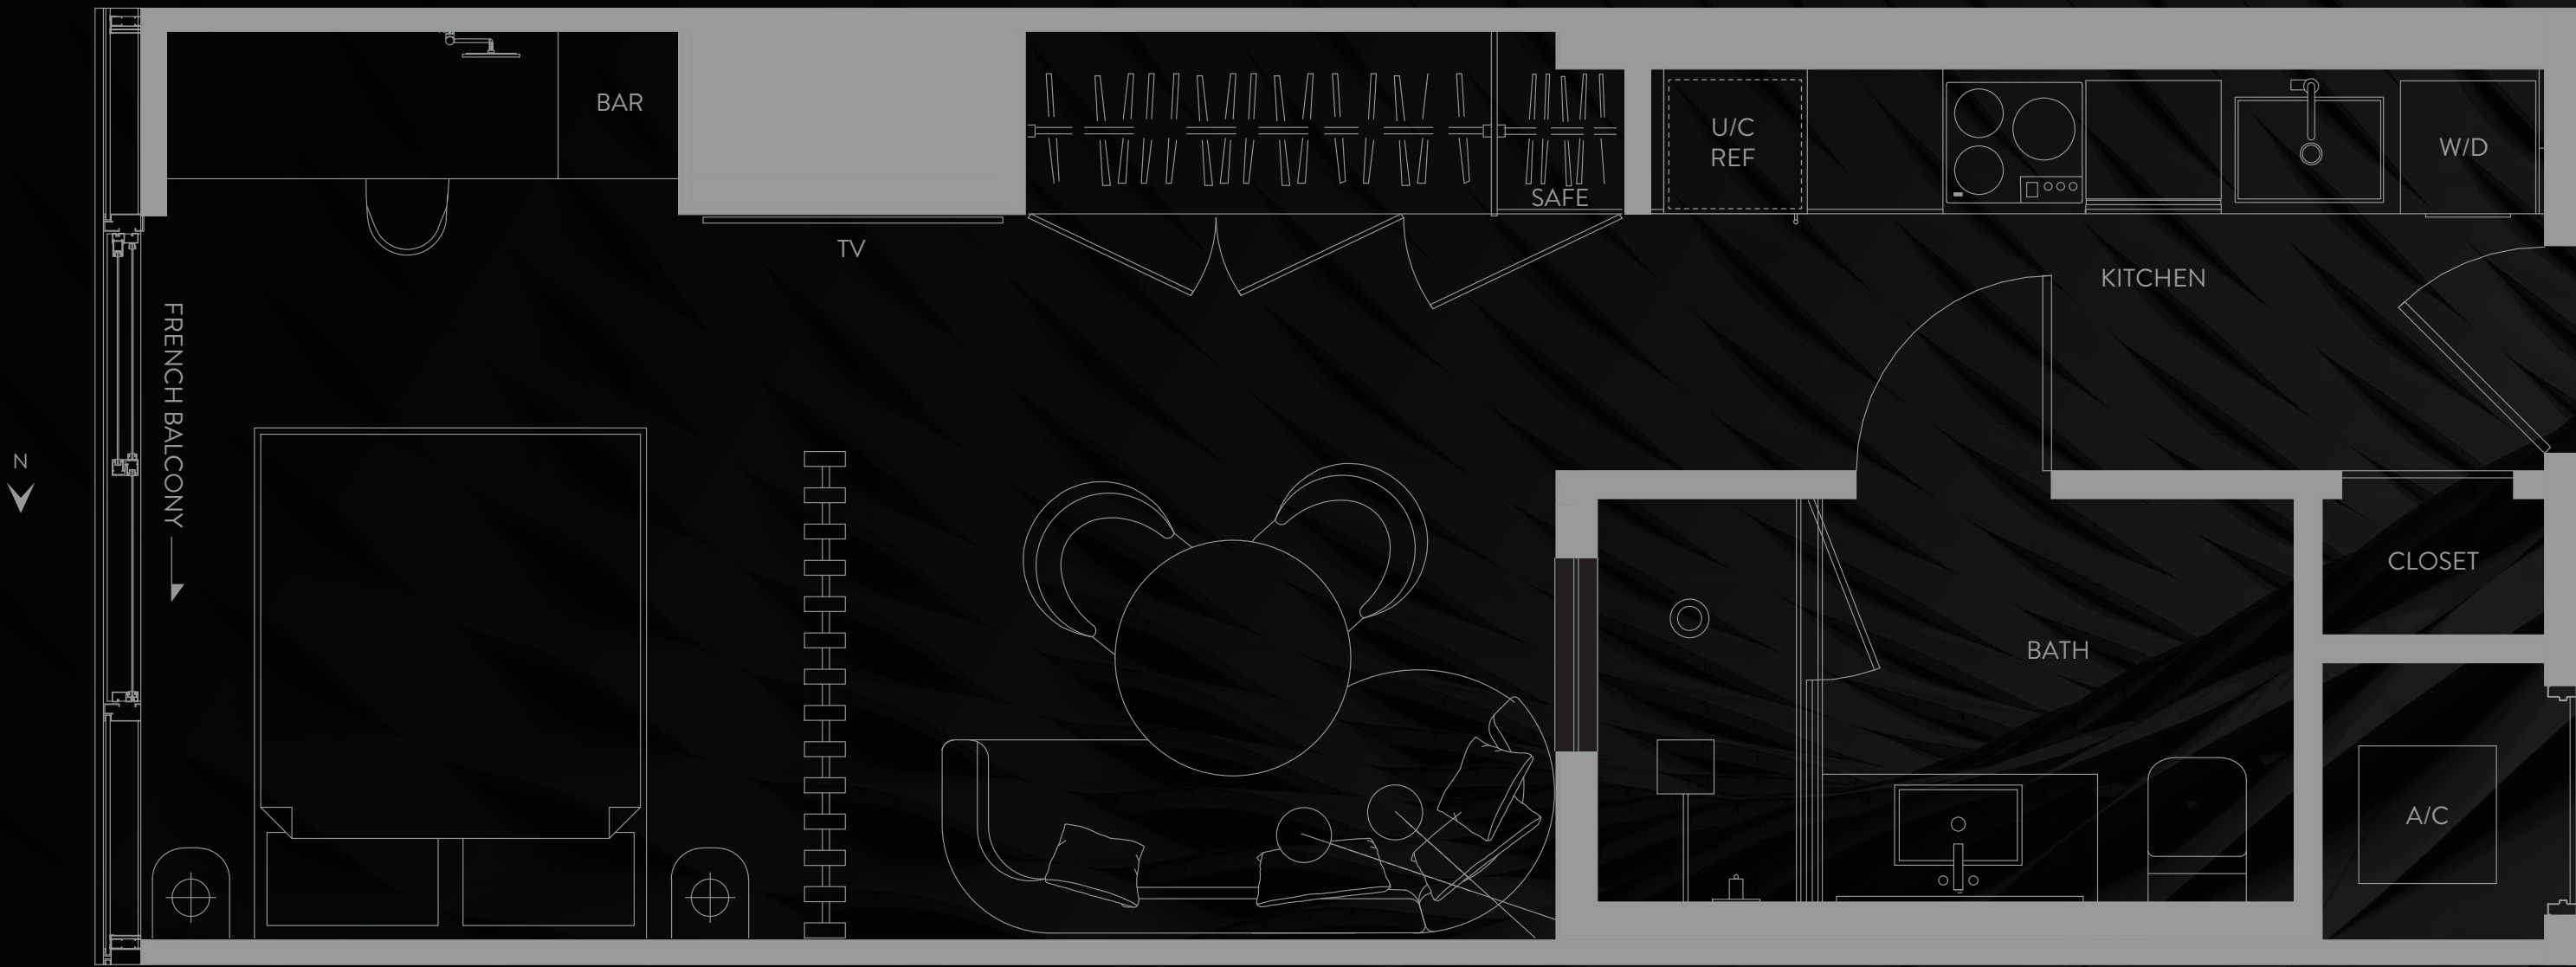 BAR
U/C
REF
W/D
SAFE
TV
KITCHEN
FRENCH BALCONY
N
CLOSET
BATH
A/C